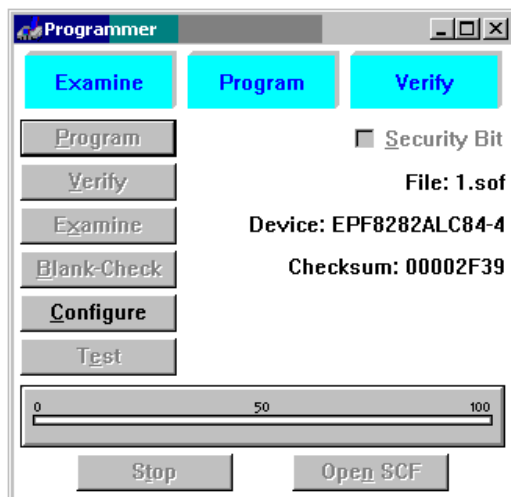 Programmer
Examine Program Verify
Program Security Bit
Verify File: 1.sof
Examine Device: EPF8282ALC84-4
Blank-Check Checksum: 00002F39
Configure
Test
0 50 100
Stop Open SCF